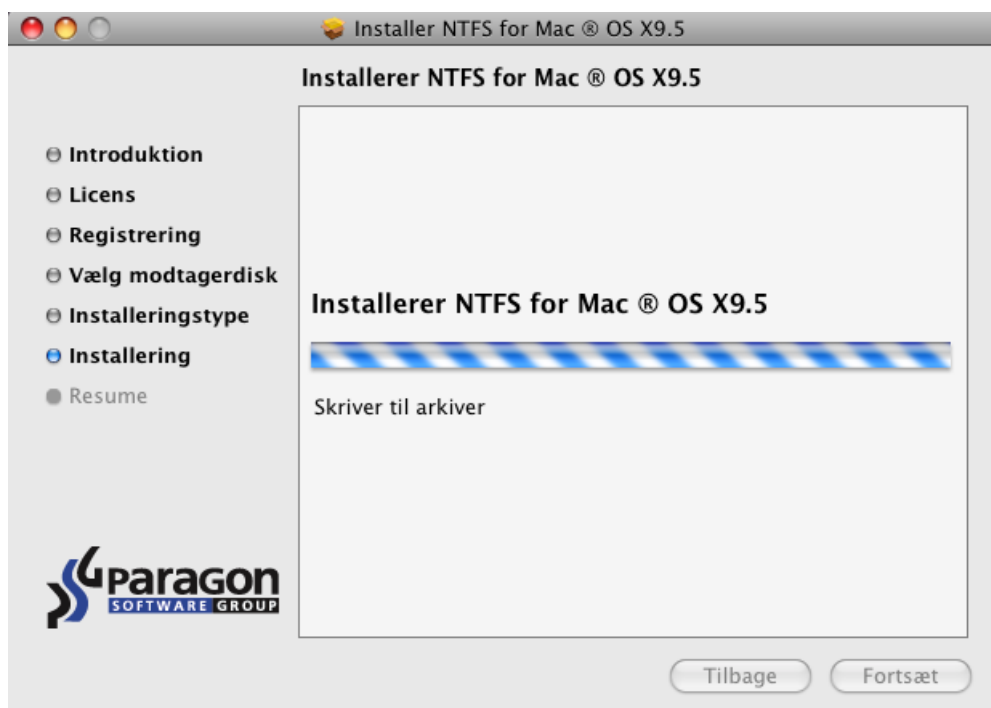 Installer NTFS for Mac ® OS X9.5
Installerer NTFS for Mac ® OS X9.5
Introduktion
Licens
Registrering
Vælg modtagerdisk
Installeringstype
Installering
Resume
Installerer NTFS for Mac ® OS X9.5
Skriver til arkiver
Paragon
SOFTWARE GROUP
Tilbage
Fortsæt